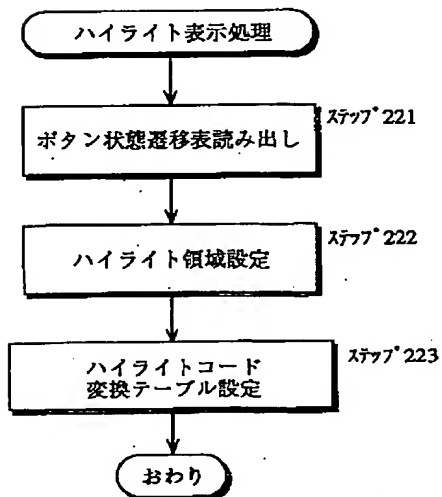 ハイライト表示処理
ステップ221
ボタン状態遷移表読み出し
ステップ222
ハイライト領域設定
ステップ223
ハイライトコード
変換テーブル設定
おわり